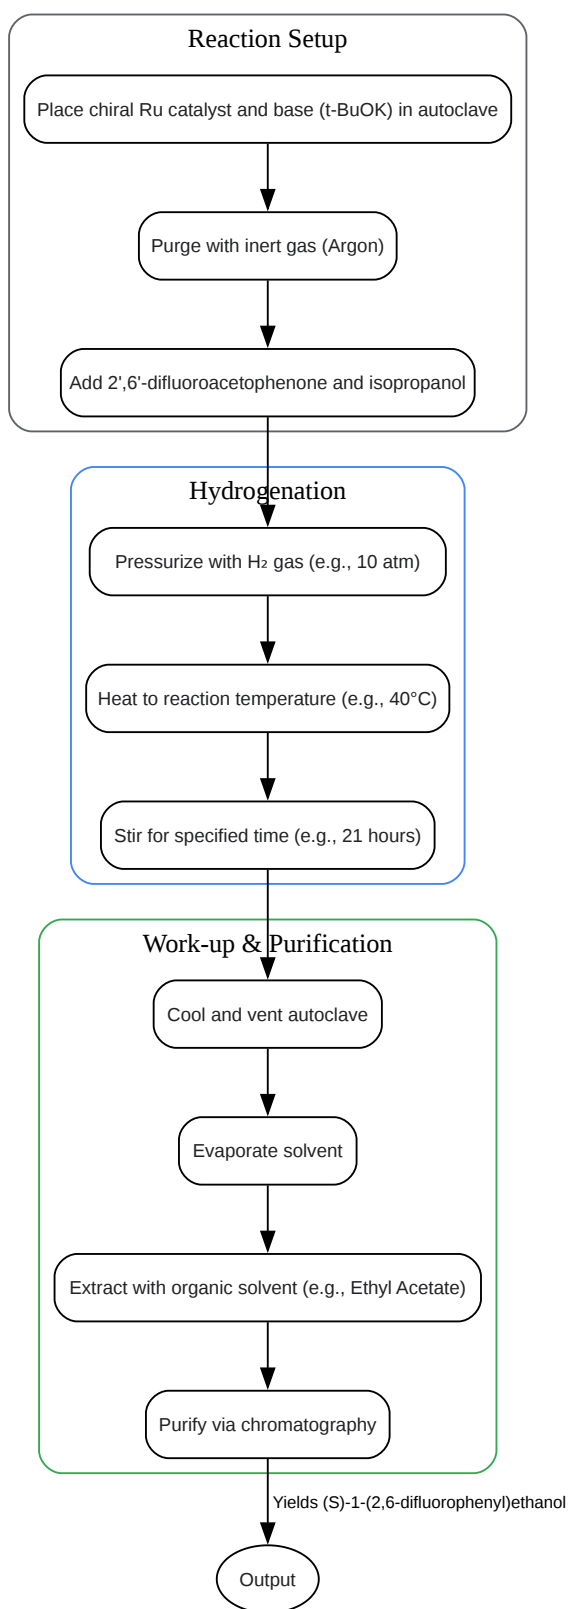 Reaction Setup
Place chiral Ru catalyst and base (t-BuOK) in autoclave
Purge with inert gas (Argon)
Add 2',6'-difluoroacetophenone and isopropanol
Hydrogenation
Pressurize with H₂ gas (e.g., 10 atm)
Heat to reaction temperature (e.g., 40°C)
Stir for specified time (e.g., 21 hours)
Work-up & Purification
Cool and vent autoclave
Evaporate solvent
Extract with organic solvent (e.g., Ethyl Acetate)
Purify via chromatography
Yields (S)-1-(2,6-difluorophenyl)ethanol
Output